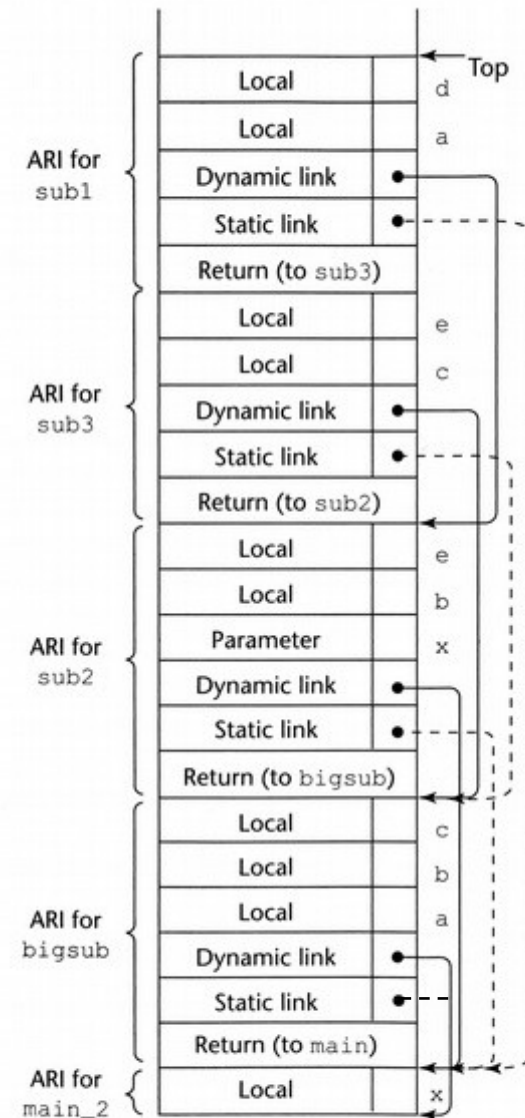 Top
Local d
Local a
ARI for
sub1
Dynamic link
Static link
Return (to sub3)
Local e
Local c
ARI for
sub3
Dynamic link
Static link
Return (to sub2)
Local e
Local b
ARI for
sub2
Parameter x
Dynamic link
Static link
Return (to bigsub)
Local c
Local b
Local a
ARI for
bigsub
Dynamic link
Static link
Return (to main)
ARI for
main_2
Local x